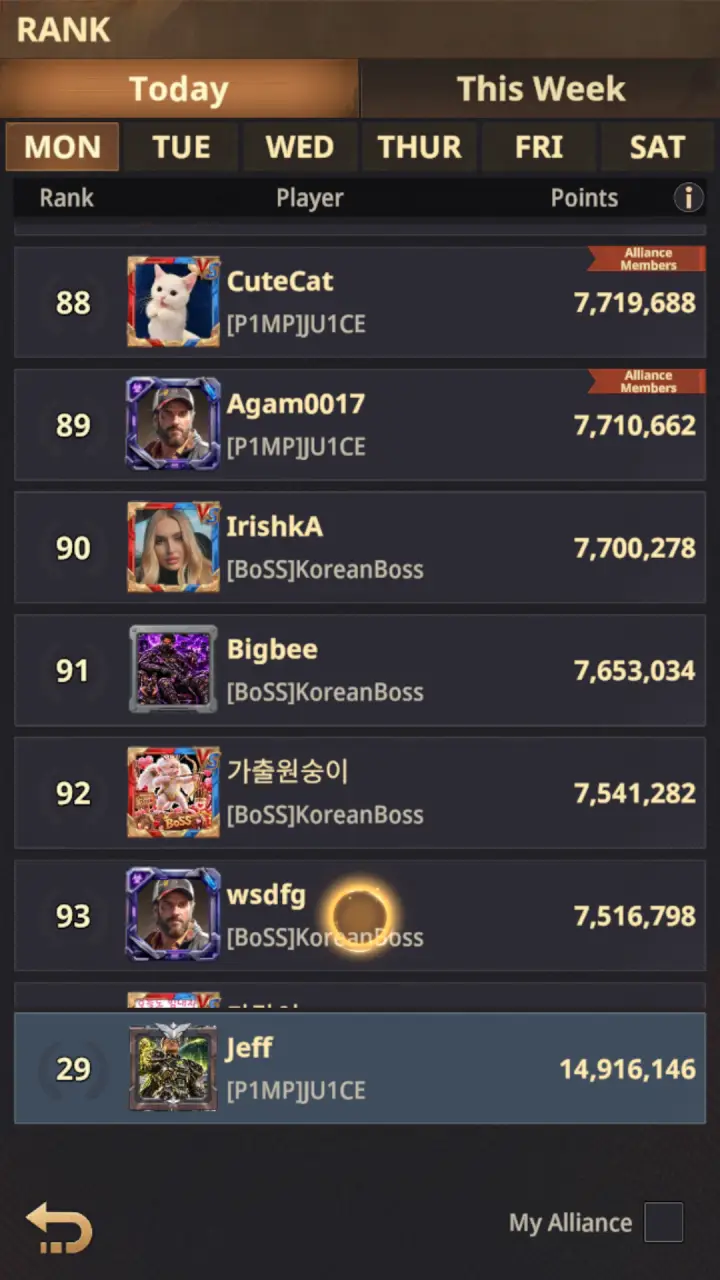 RANK
Today
This Week
MON
TUE
WED
THUR
FRI
SAT
Rank
Player
Points
88
CuteCat
[P1MP]JU1CE
Alliance
Members
7,719,688
89
Agam0017
[P1MP]JU1CE
Alliance
Members
7,710,662
90
IrishkA
[BoSS]KoreanBoss
7,700,278
91
Bigbee
[BoSS]KoreanBoss
7,653,034
92
가출원숭이
[BoSS]KoreanBoss
7,541,282
93
wsdfg
[BoSS]KoreanBoss
7,516,798
29
Jeff
[P1MP]JU1CE
14,916,146
My Alliance